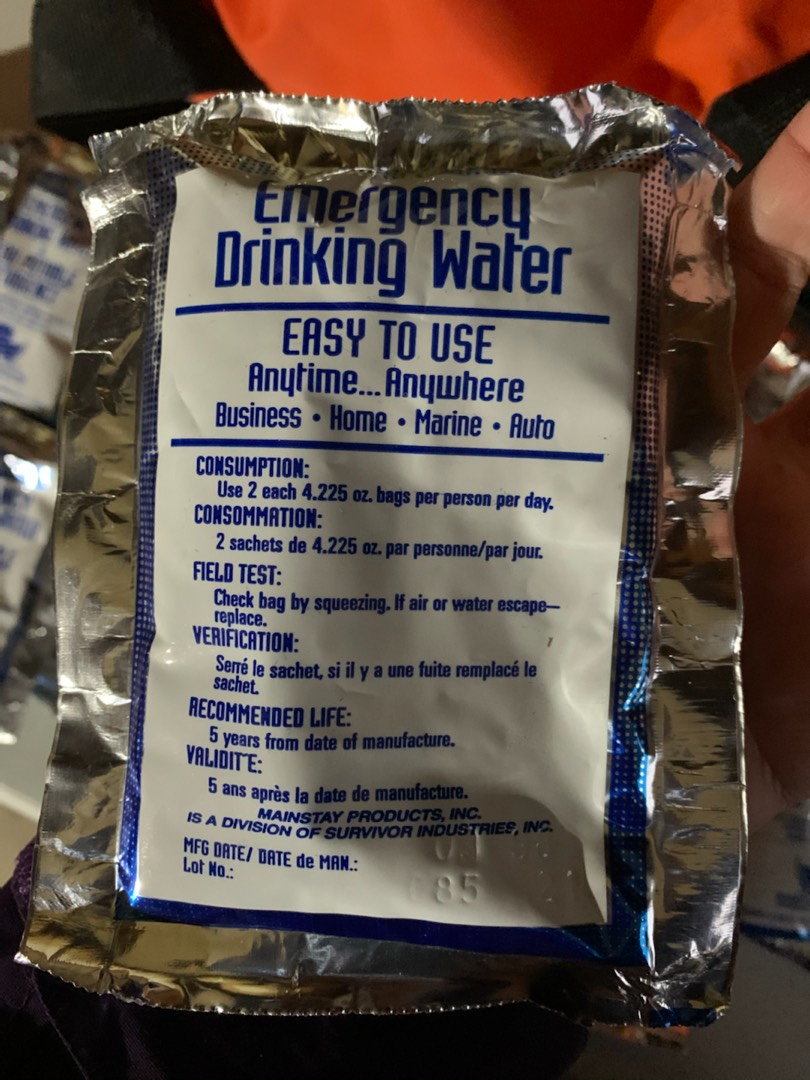 Emergency
Drinking Water
EASY TO USE
Anytime... Anywhere
Business • Home • Marine • Auto
CONSUMPTION:
Use 2 each 4.225 oz. bags per person per day.
CONSOMMATION:
2 sachets de 4.225 oz. par personne/par jour.
FIELD TEST:
Check bag by squeezing. If air or water escape—
replace.
VERIFICATION:
Serré le sachet, si il y a une fuite remplacé le
sachet.
RECOMMENDED LIFE:
5 years from date of manufacture.
VALIDITÉ:
5 ans après la date de manufacture.
MAINSTAY PRODUCTS, INC.
IS A DIVISION OF SURVIVOR INDUSTRIES, INC.
MFG DATE/ DATE de MAN.:
Lot No.: